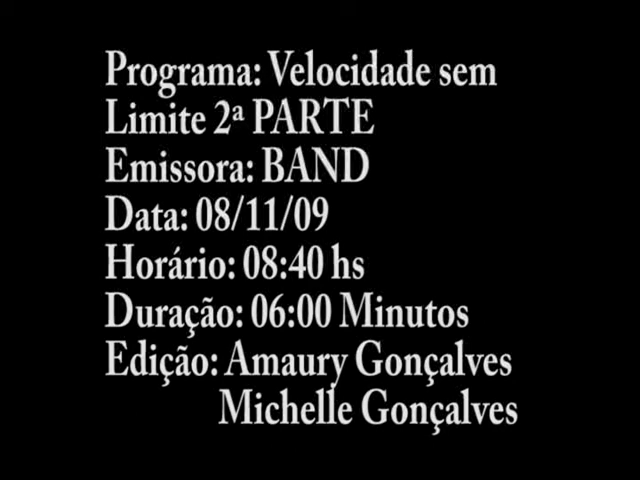 Programa: Velocidade sem
Limite 2ª PARTE
Emissora: BAND
Data: 08/11/09
Horário: 08:40 hs
Duração: 06:00 Minutos
Edição: Amaury Gonçalves
Michelle Gonçalves